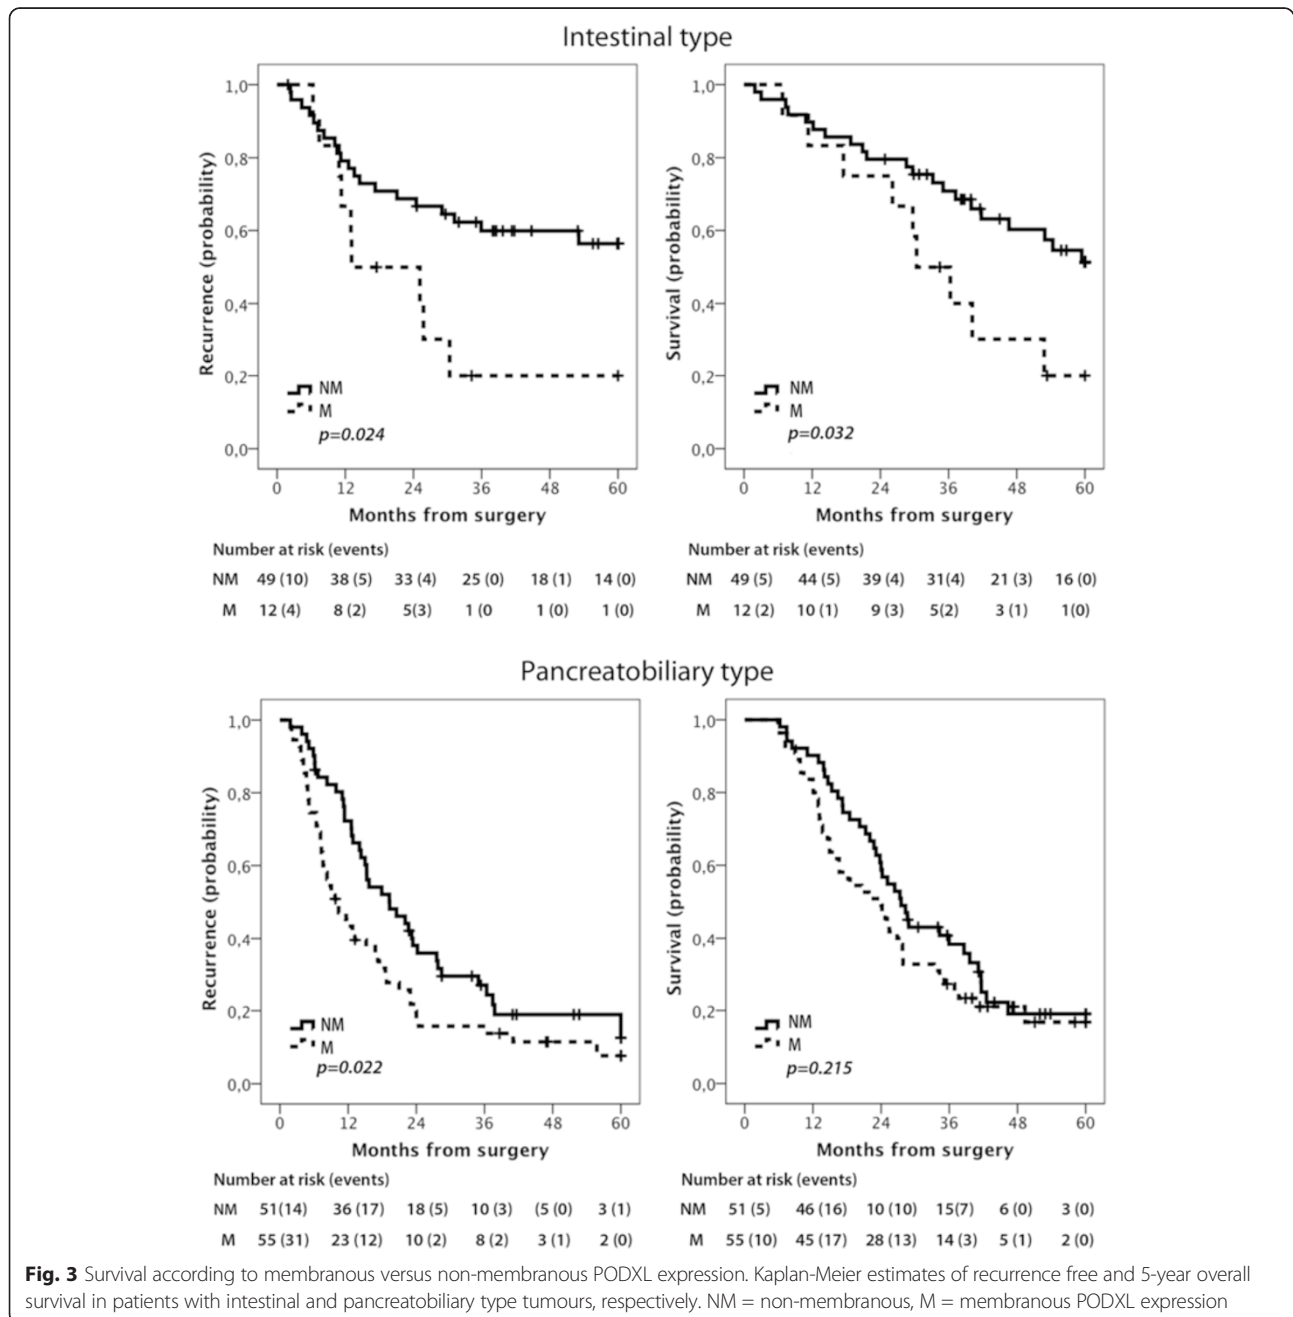 Intestinal type
Recurrence (probability)
1,0
0,8
0,6
0,4
0,2
0,0
NM
M
p=0.024
0 12 24 36 48 60
Months from surgery
Number at risk (events)
NM 49 (10) 38 (5) 33 (4) 25 (0) 18 (1) 14 (0)
M 12 (4) 8 (2) 5(3) 1 (0 1 (0) 1 (0)
Survival (probability)
1,0
0,8
0,6
0,4
0,2
0,0
NM
M
p=0.032
0 12 24 36 48 60
Months from surgery
Number at risk (events)
NM 49 (5) 44 (5) 39 (4) 31(4) 21 (3) 16 (0)
M 12 (2) 10 (1) 9 (3) 5(2) 3 (1) 1(0)
Pancreatobiliary type
Recurrence (probability)
1,0
0,8
0,6
0,4
0,2
0,0
NM
M
p=0.022
0 12 24 36 48 60
Months from surgery
Number at risk (events)
NM 51(14) 36 (17) 18 (5) 10 (3) (5 (0) 3 (1)
M 55 (31) 23 (12) 10 (2) 8 (2) 3 (1) 2 (0)
Survival (probability)
1,0
0,8
0,6
0,4
0,2
0,0
NM
M
p=0.215
0 12 24 36 48 60
Months from surgery
Number at risk (events)
NM 51 (5) 46 (16) 10 (10) 15(7) 6 (0) 3 (0)
M 55 (10) 45 (17) 28 (13) 14 (3) 5 (1) 2 (0)
Fig. 3 Survival according to membranous versus non-membranous PODXL expression. Kaplan-Meier estimates of recurrence free and 5-year overall
survival in patients with intestinal and pancreatobiliary type tumours, respectively. NM = non-membranous, M = membranous PODXL expression